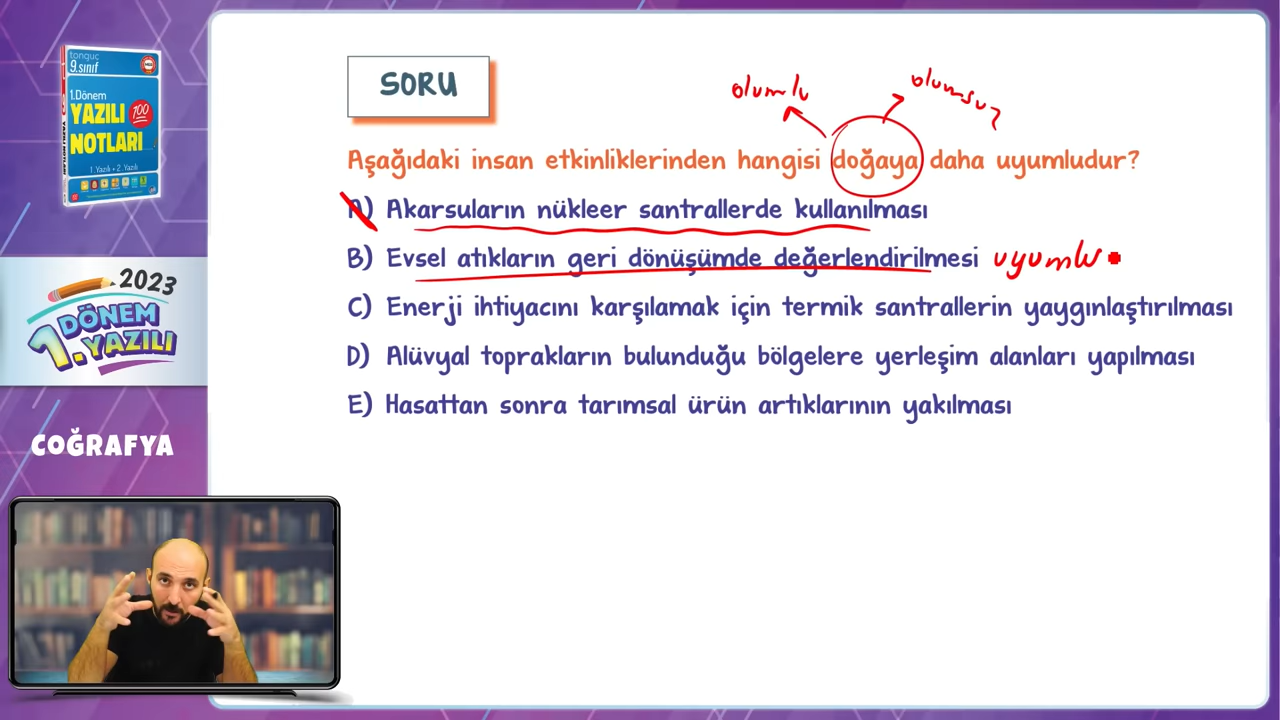 tonguç
9.sınıf
1.Dönem
YAZILI
100
NOTLARI
YAZILI NOTLARI
1. Yazılı • 2. Yazılı
2023
1. DÖNEM
YAZILI
COĞRAFYA
SORU
olumlu
olumsuz
Aşağıdaki insan etkinliklerinden hangisi doğaya daha uyumludur?
A) Akarsuların nükleer santrallerde kullanılması
B) Evsel atıkların geri dönüşümde değerlendirilmesi uyumlu
C) Enerji ihtiyacını karşılamak için termik santrallerin yaygınlaştırılması
D) Alüvyal toprakların bulunduğu bölgelere yerleşim alanları yapılması
E) Hasattan sonra tarımsal ürün artıklarının yakılması